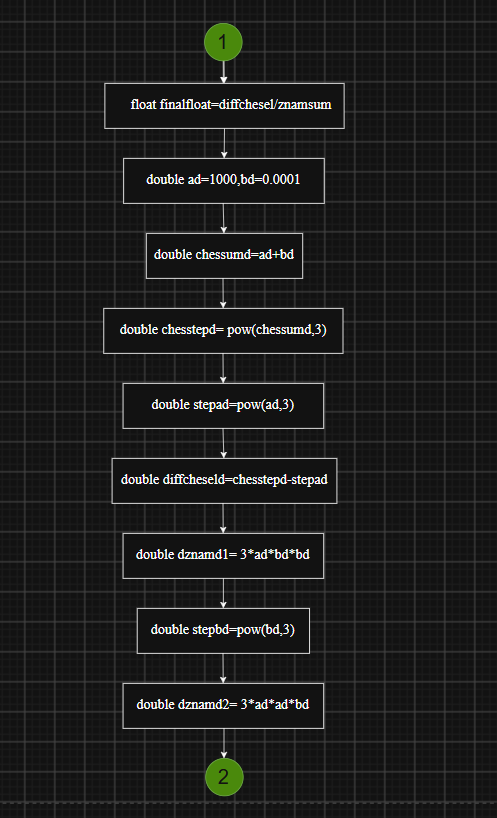 1
float finalfloat=diffchesel/znamsum
double ad=1000,bd=0.0001
double chessumd=ad+bd
double chesstepd= pow(chessumd,3)
double stepad=pow(ad,3)
double diffcheseld=chesstepd-stepad
double dznamd1= 3*ad*bd*bd
double stepbd=pow(bd,3)
double dznamd2= 3*ad*ad*bd
2